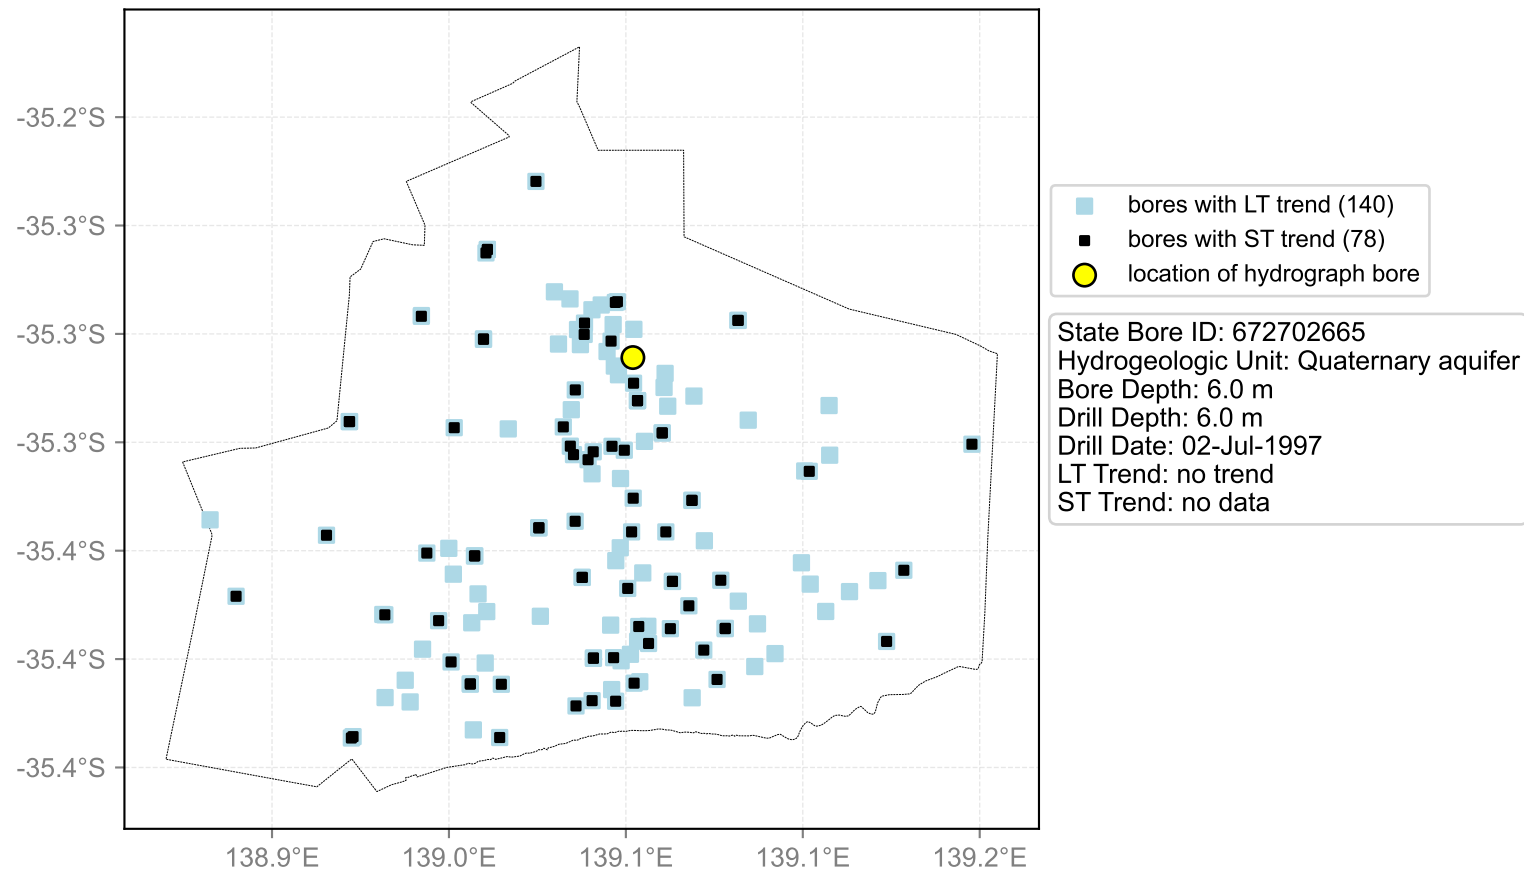 -35.2°S
-35.3°S
-35.3°S
-35.3°S
-35.4°S
-35.4°S
-35.4°S
138.9°E
139.0°E
139.1°E
139.1°E
139.2°E
bores with LT trend (140)
bores with ST trend (78)
location of hydrograph bore
State Bore ID: 672702665
Hydrogeologic Unit: Quaternary aquifer
Bore Depth: 6.0 m
Drill Depth: 6.0 m
Drill Date: 02-Jul-1997
LT Trend: no trend
ST Trend: no data